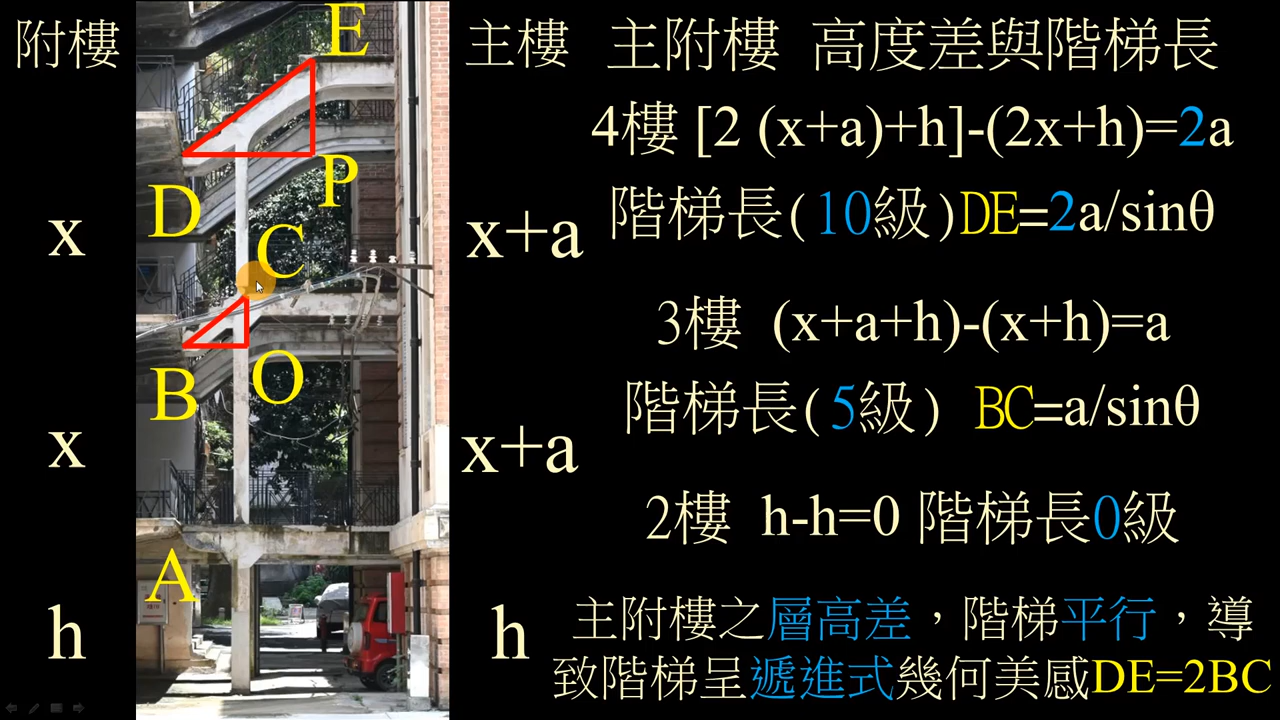 附樓
主樓
主附樓 高度差與階梯長
E
4樓 [2 (x+a)+h]-(2x+h)=2a
P
D
階梯長(10級)DE=2a/sinθ
x
x+a
C
3樓 (x+a+h)-(x+h)=a
O
B
階梯長(5級) BC=a/sinθ
x
x+a
2樓 h-h=0 階梯長0級
A
h
h
主附樓之層高差，階梯平行，導
致階梯呈遞進式幾何美感DE=2BC